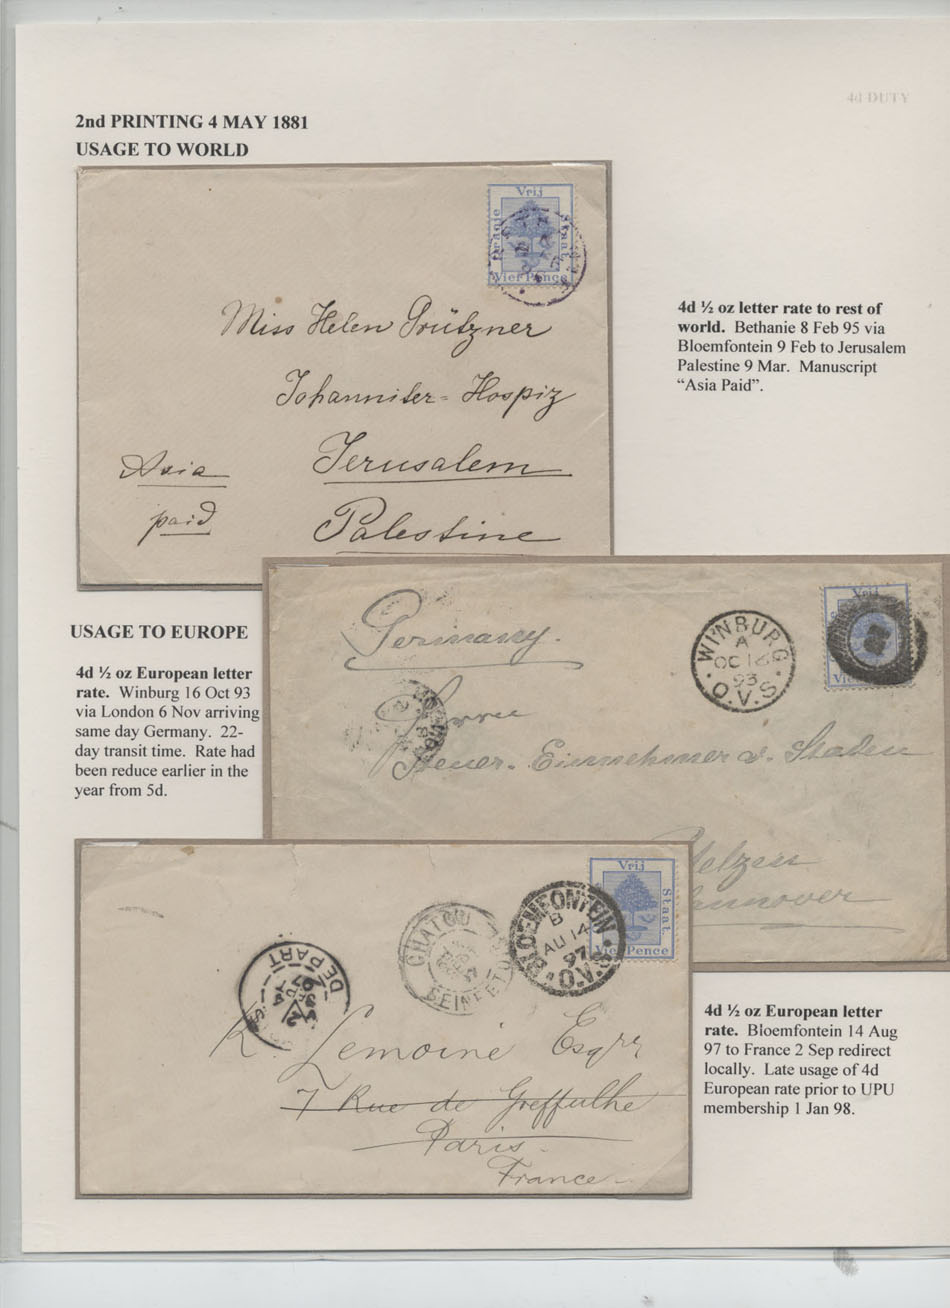 4d DUTY
2nd PRINTING 4 MAY 1881
USAGE TO WORLD
Vrij
Oranje
Staat.
Vier Pence
Miss Helen Prützner
Johanniter-Hospiz
Jerusalem
Palestine
Asia
paid
4d ½ oz letter rate to rest of
world. Bethanie 8 Feb 95 via
Bloemfontein 9 Feb to Jerusalem
Palestine 9 Mar. Manuscript
“Asia Paid”.
USAGE TO EUROPE
4d ½ oz European letter
rate. Winburg 16 Oct 93
via London 6 Nov arriving
same day Germany. 22-
day transit time. Rate had
been reduce earlier in the
year from 5d.
Germany.
WINBURG
A
OC 16
93
O.V.S.
Vrij
Steuer-Einnehmer
Vrij
Staat.
Vier Pence
BLOEMFONTEIN
B
AU 14
97
O.V.S.
CHATOU
SEINE ET
DEPART
Lemoine Esqrr
7 Rue de Greffulhe
Paris
France
4d ½ oz European letter
rate. Bloemfontein 14 Aug
97 to France 2 Sep redirect
locally. Late usage of 4d
European rate prior to UPU
membership 1 Jan 98.